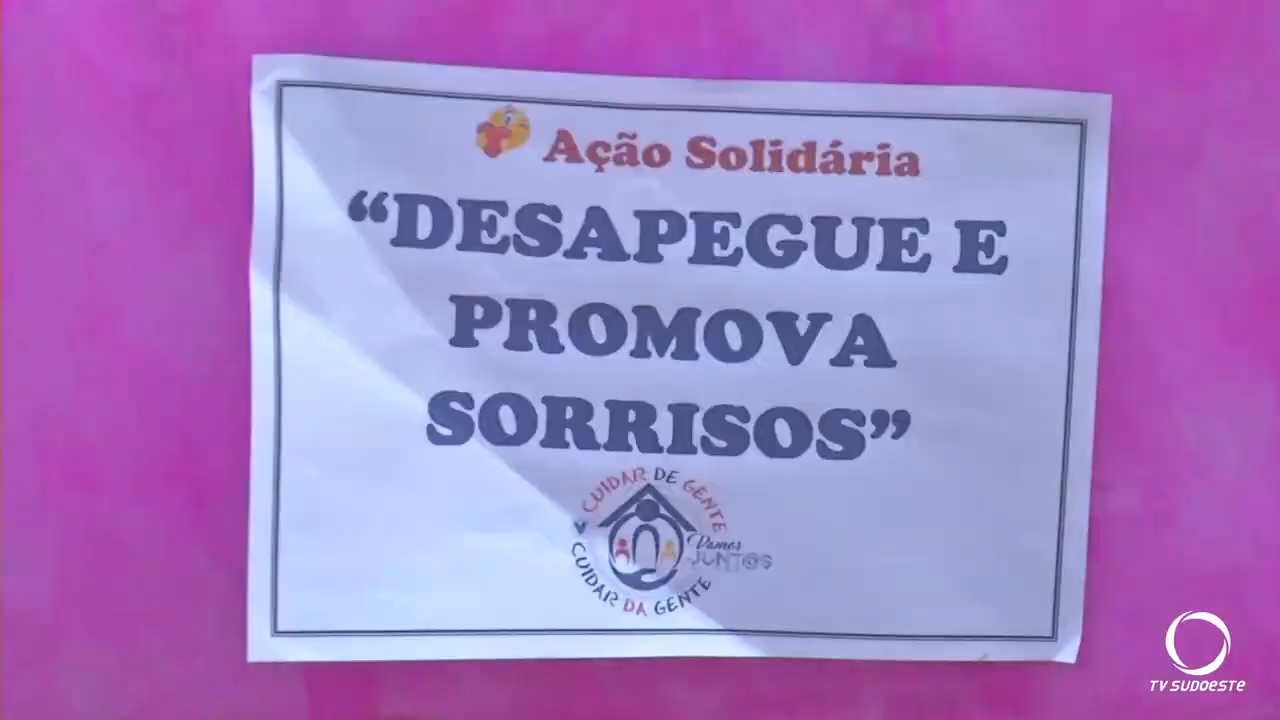 Ação Solidária
“DESAPEGUE E
PROMOVA
SORRISOS”
CUIDAR DE GENTE
Vamos
JUNT@S
CUIDAR DA GENTE
TV SUDOESTE